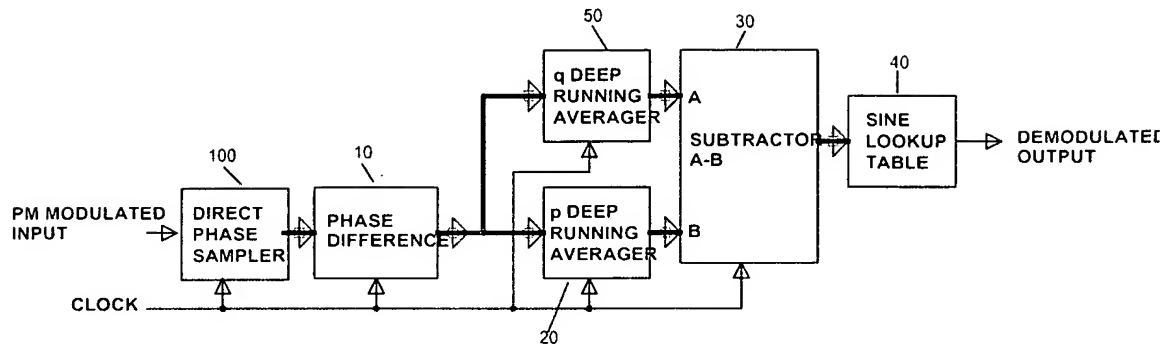 50
30
q DEEP
RUNNING
AVERAGER
A
40
SUBTRACTOR
A-B
SINE
LOOKUP
TABLE
DEMODULATED
OUTPUT
100
10
PM MODULATED
INPUT
DIRECT
PHASE
SAMPLER
PHASE
DIFFERENCE
p DEEP
RUNNING
AVERAGER
B
CLOCK
20